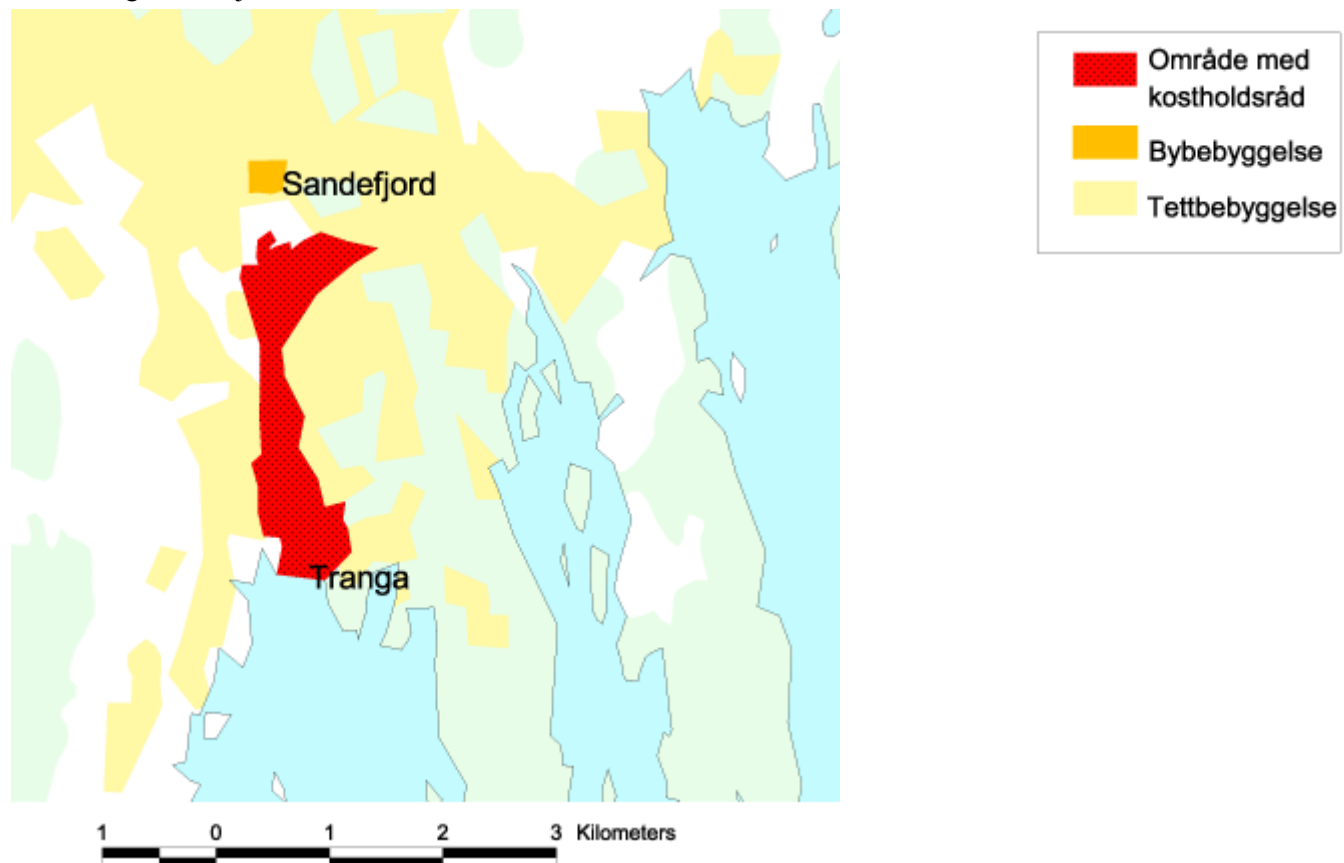 Område med
kostholdsråd
Bybebyggelse
Tettbebyggelse
Sandefjord
Tranga
1 0 1 2 3 Kilometers